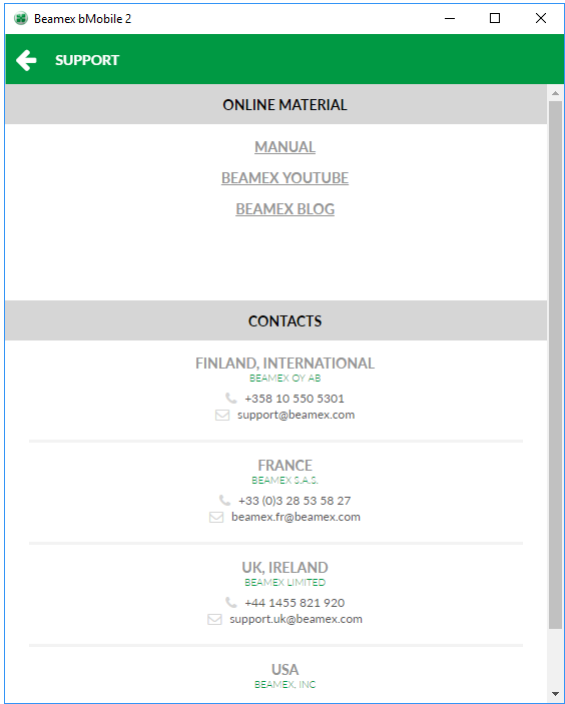 Beamex bMobile 2
SUPPORT
ONLINE MATERIAL
MANUAL
BEAMEX YOUTUBE
BEAMEX BLOG
CONTACTS
FINLAND, INTERNATIONAL
BEAMEX OY AB
+358 10 550 5301
support@beamex.com
FRANCE
BEAMEX S.A.S.
+33 (0)3 28 53 58 27
beamex.fr@beamex.com
UK, IRELAND
BEAMEX LIMITED
+44 1455 821 920
support.uk@beamex.com
USA
BEAMEX, INC